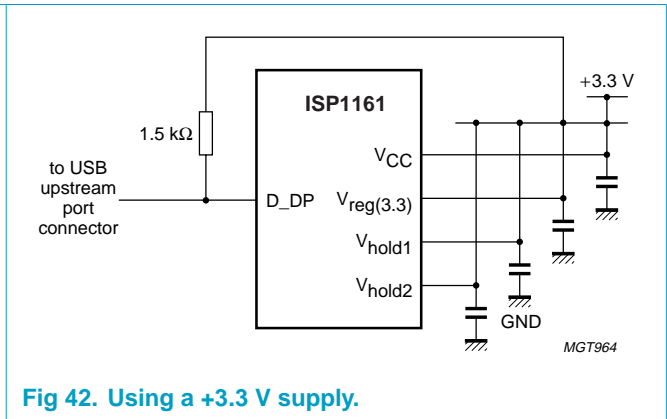 ISP1161
+3.3 V
1.5 kΩ
to USB
upstream
port
connector
D_DP
VCC
Vreg(3.3)
Vhold1
Vhold2
GND
MGT964
Fig 42. Using a +3.3 V supply.